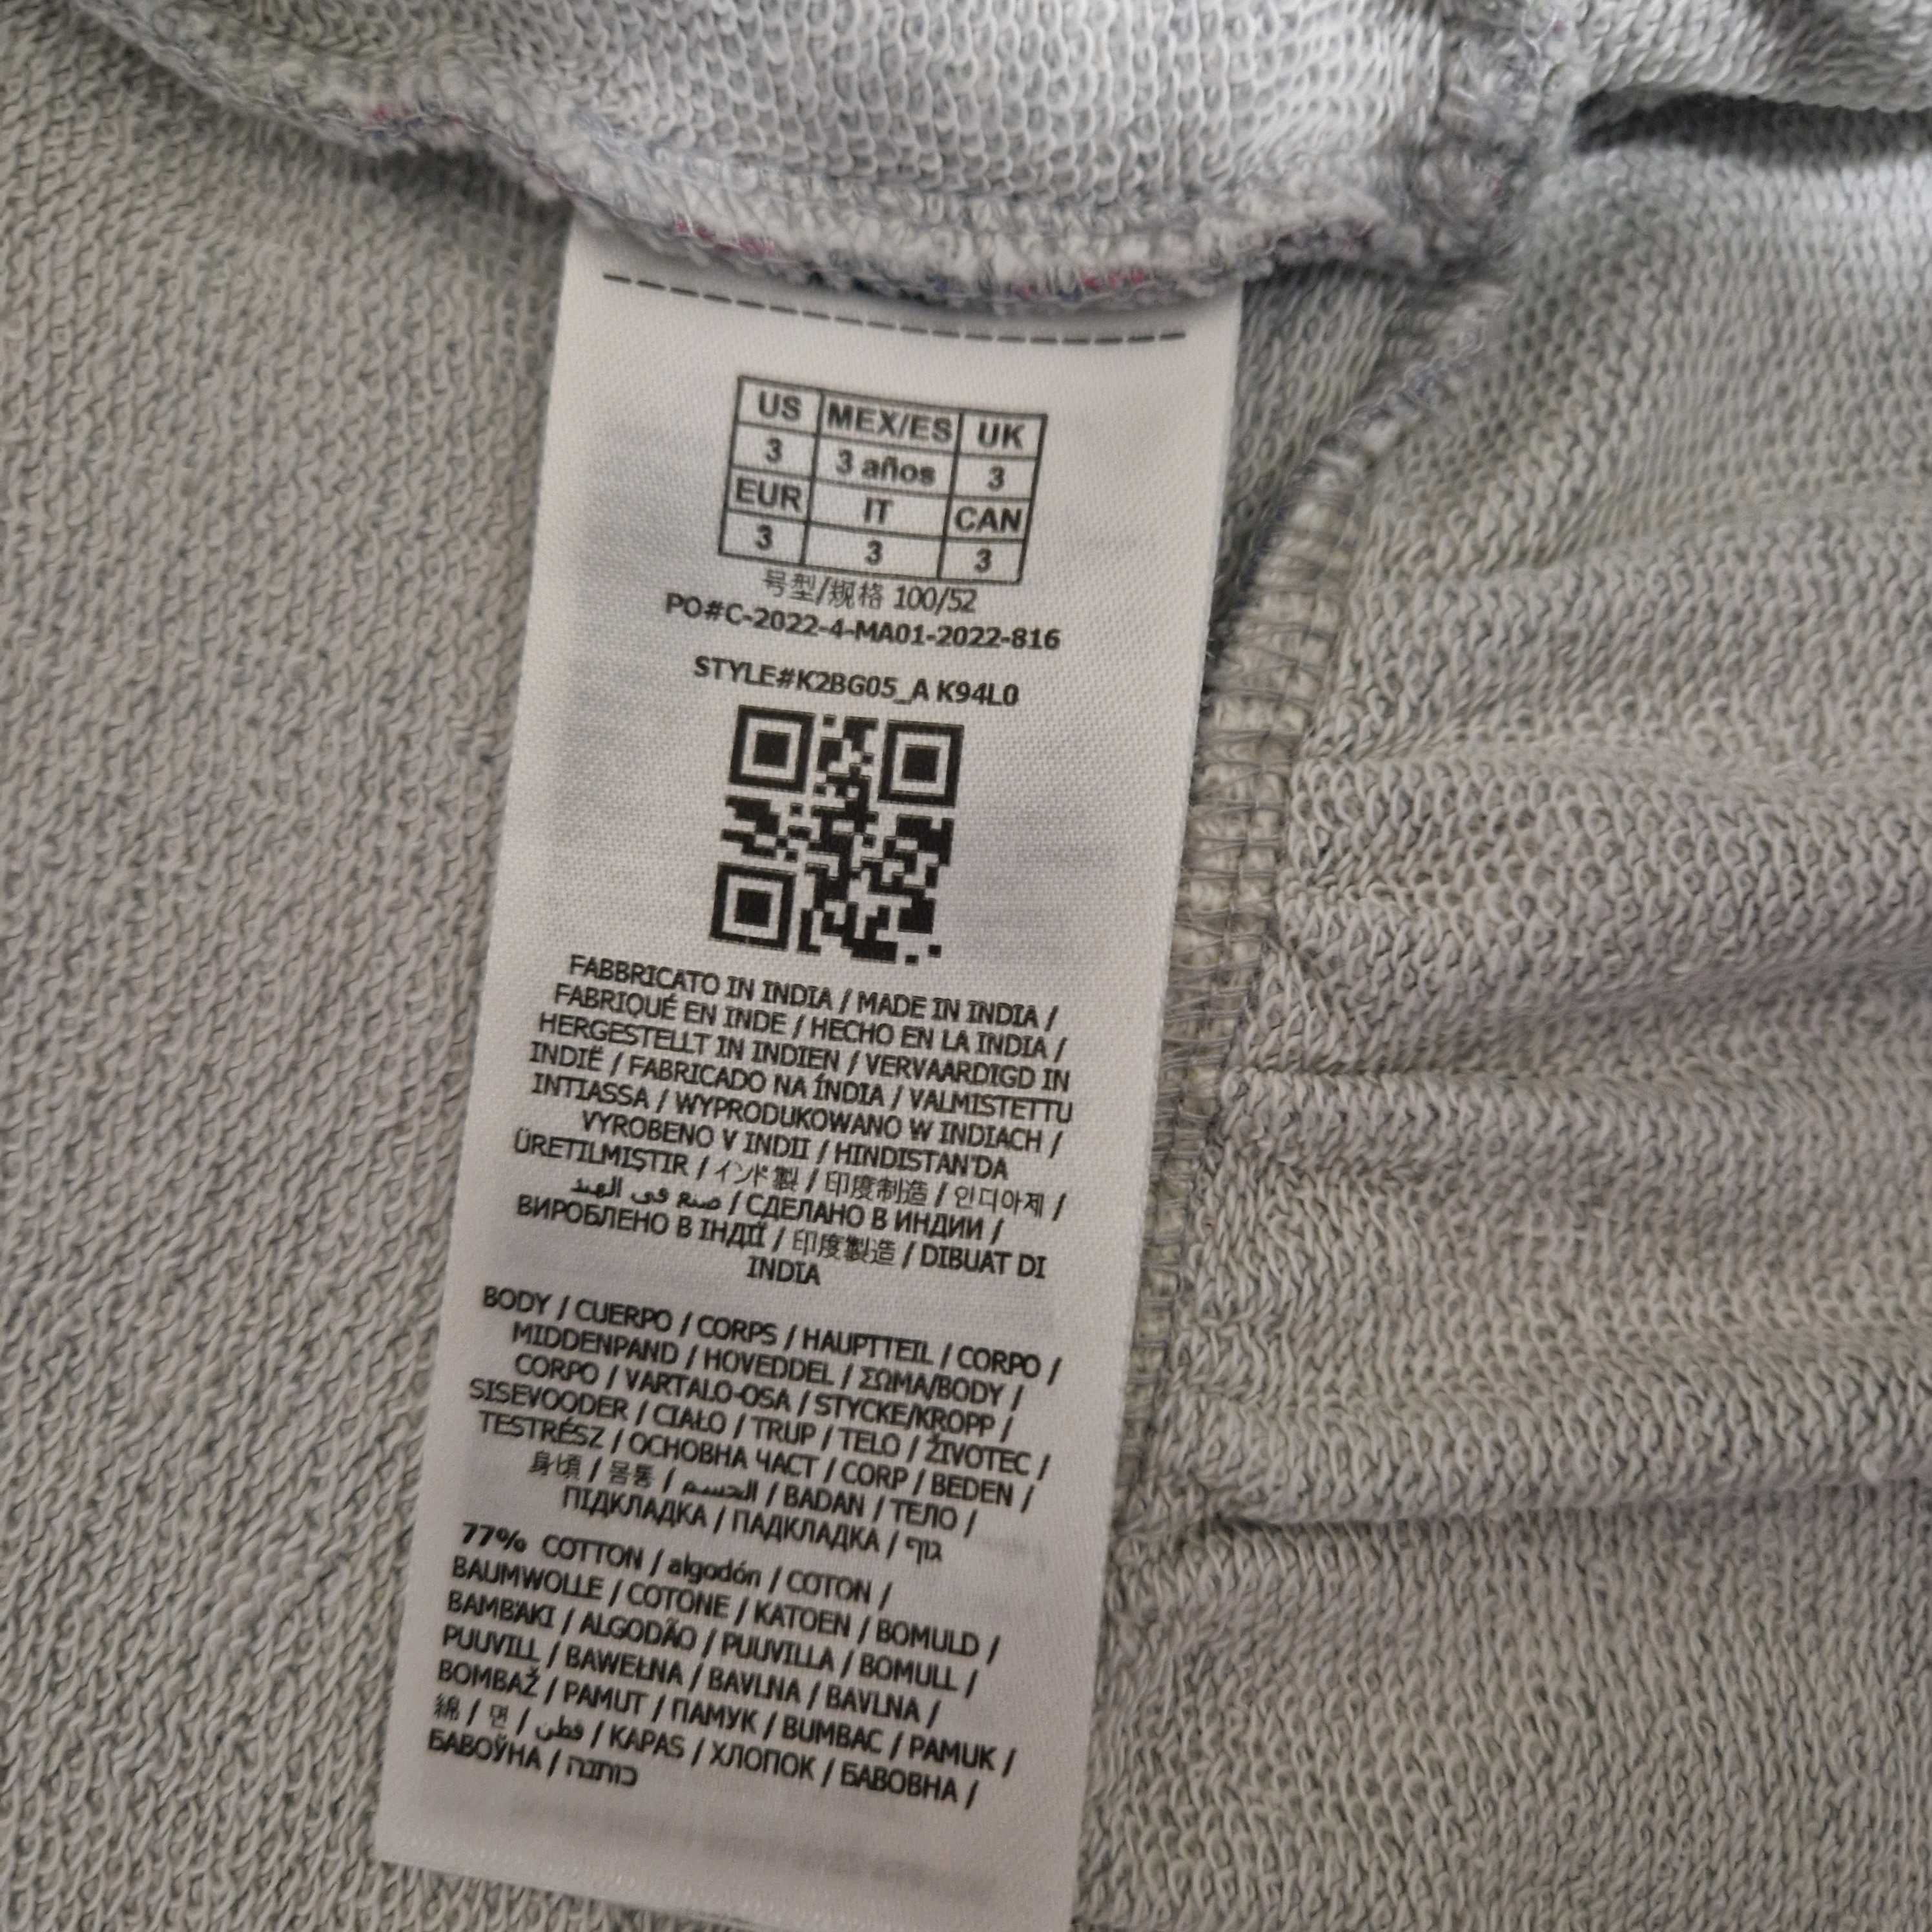 US MEX/ES UK
3 3 años 3
EUR IT CAN
3 3 3
号型/规格 100/52
PO#C-2022-4-MA01-2022-816
STYLE#K2BG05_A K94L0
FABBRICATO IN INDIA / MADE IN INDIA /
FABRIQUÉ EN INDE / HECHO EN LA INDIA /
HERGESTELLT IN INDIEN / VERVAARDIGD IN
INDIË / FABRICADO NA ÍNDIA / VALMISTETTU
INTIASSA / WYPRODUKOWANO W INDIACH /
VYROBENO V INDII / HINDISTAN'DA
ÜRETILMIŞTIR / インド製 / 印度制造 / 인디아제 /
صنع في الهند / СДЕЛАНО В ИНДИИ /
ВИРОБЛЕНО В ІНДІЇ / 印度製造 / DIBUAT DI
INDIA
BODY / CUERPO / CORPS / HAUPTTEIL / CORPO /
MIDDENPAND / HOVEDDEL / ΣΩΜΑ/BODY /
CORPO / VARTALO-OSA / STYCKE/KROPP /
SISEVOODER / CIAŁO / TRUP / TELO / ŽIVOTEC /
TESTRÉSZ / ОСНОВНА ЧАСТ / CORP / BEDEN /
身頃 / 몸통 / الجسم / BADAN / ТЕЛО /
ПІДКЛАДКА / ПАДКЛАДКА / גוף
77% COTTON / algodón / COTON /
BAUMWOLLE / COTONE / KATOEN / BOMULD /
ΒΑΜΒΆΚΙ / ALGODÃO / PUUVILLA / BOMULL /
PUUVILL / BAWEŁNA / BAVLNA / BAVLNA /
BOMBAŽ / PAMUT / ПАМУК / BUMBAC / PAMUK /
綿 / 면 / قطن / KAPAS / ХЛОПОК / БАВОВНА /
БАВОЎНА / כותנה